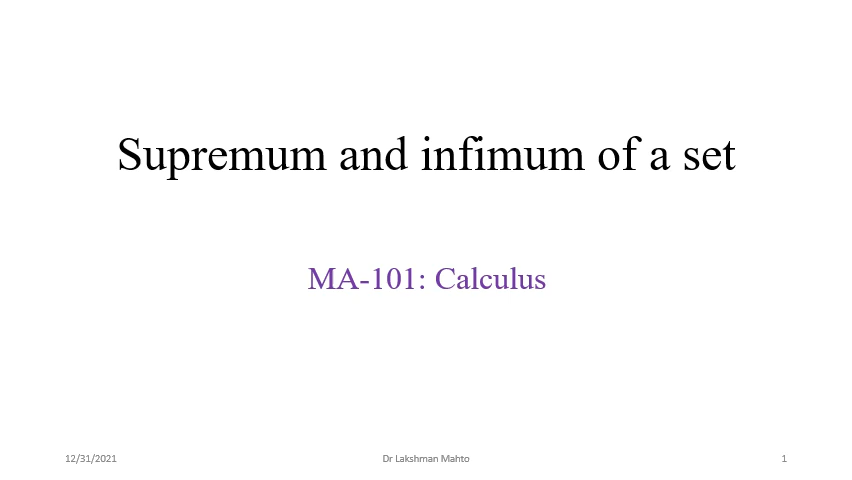 Supremum and infimum of a set
MA-101: Calculus
12/31/2021 Dr Lakshman Mahto 1